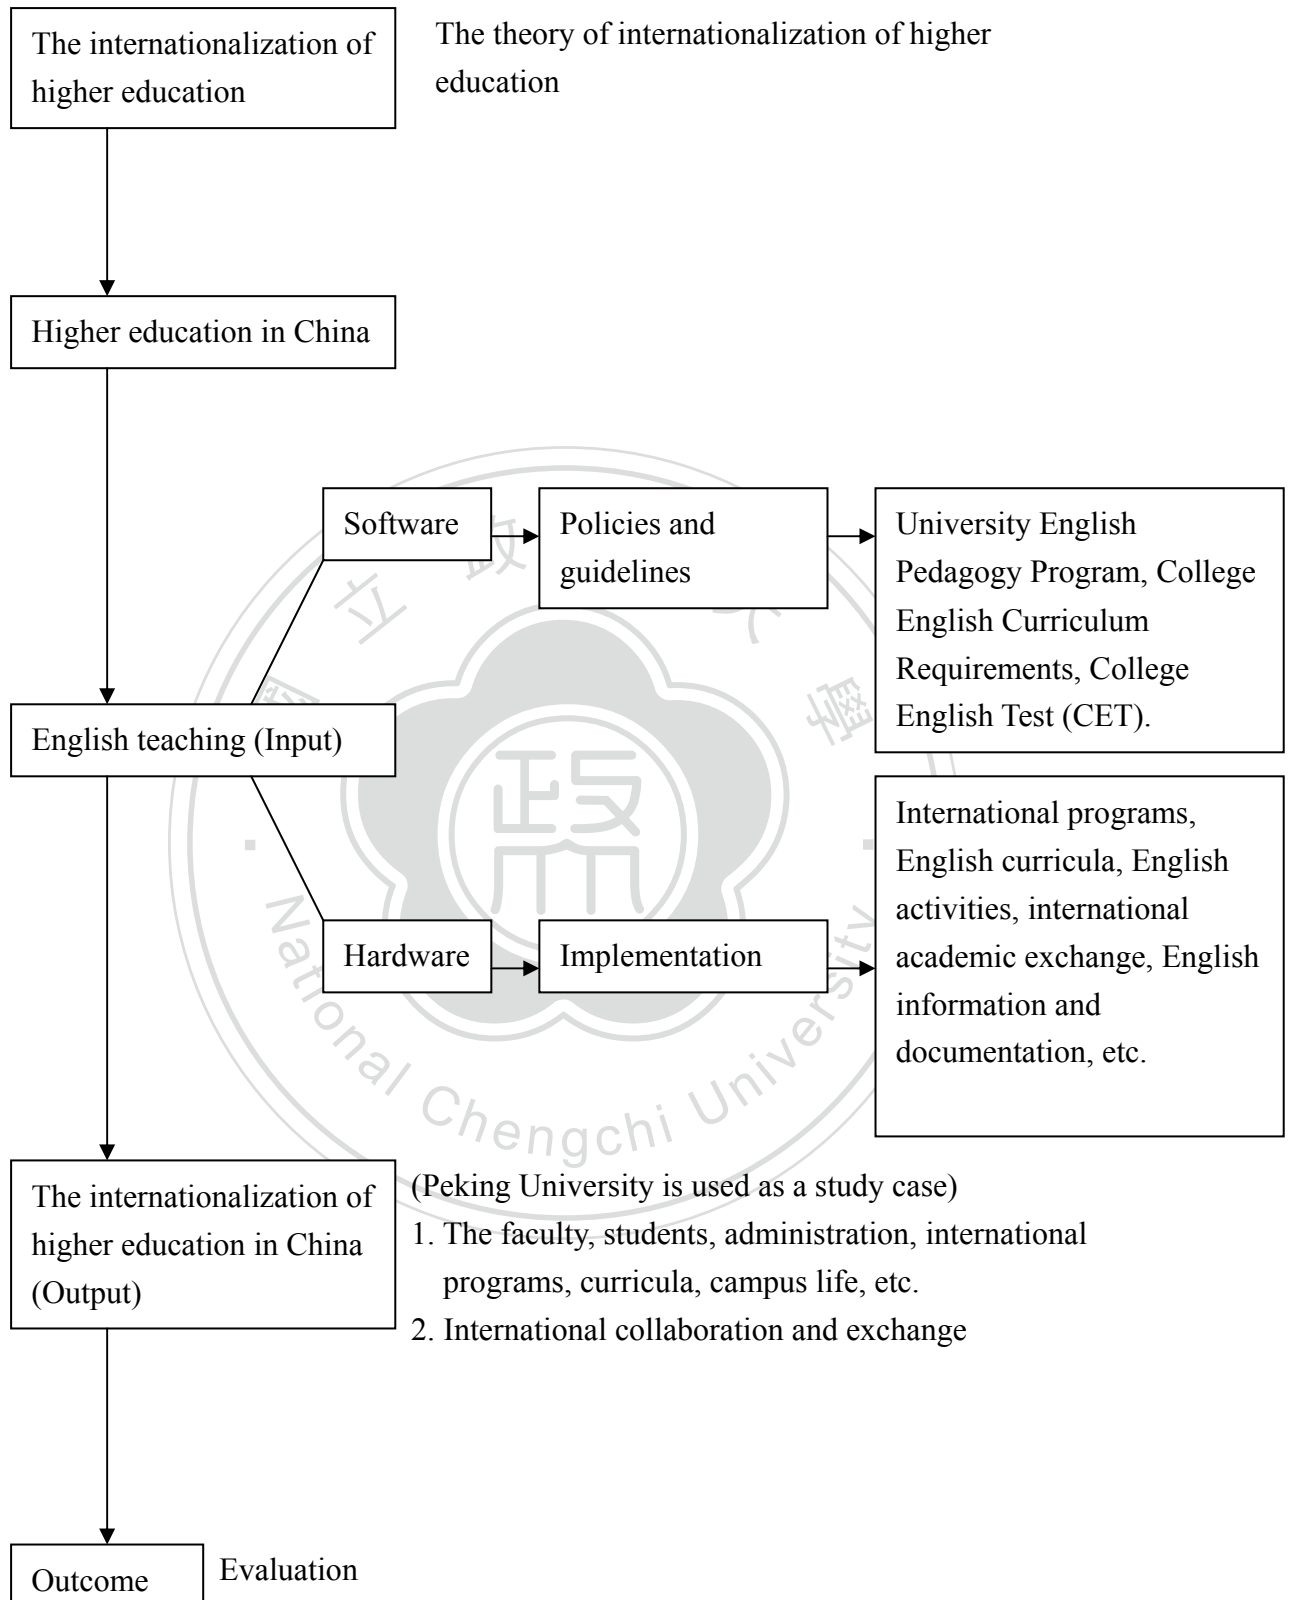 The internationalization of
higher education
The theory of internationalization of higher
education
Higher education in China
Software
Policies and
guidelines
University English
Pedagogy Program, College
English Curriculum
Requirements, College
English Test (CET).
English teaching (Input)
International programs,
English curricula, English
activities, international
academic exchange, English
information and
documentation, etc.
Hardware
Implementation
The internationalization of
higher education in China
(Output)
(Peking University is used as a study case)
1. The faculty, students, administration, international
programs, curricula, campus life, etc.
2. International collaboration and exchange
Outcome
Evaluation
立 政
學
政
National Chengchi University